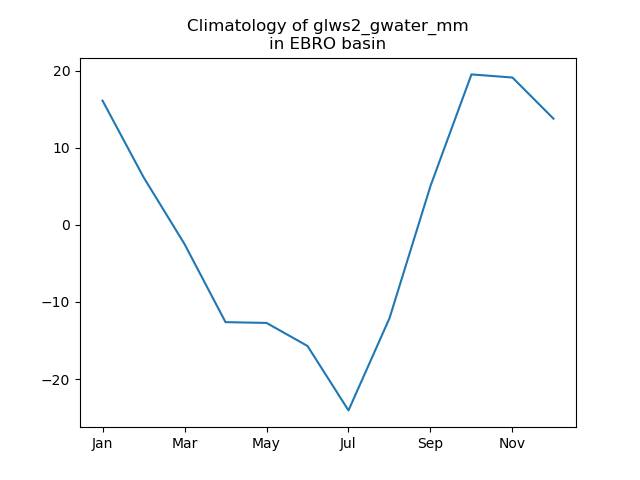 Climatology of glws2_gwater_mm
in EBRO basin
20
10
0
−10
−20
Jan
Mar
May
Jul
Sep
Nov